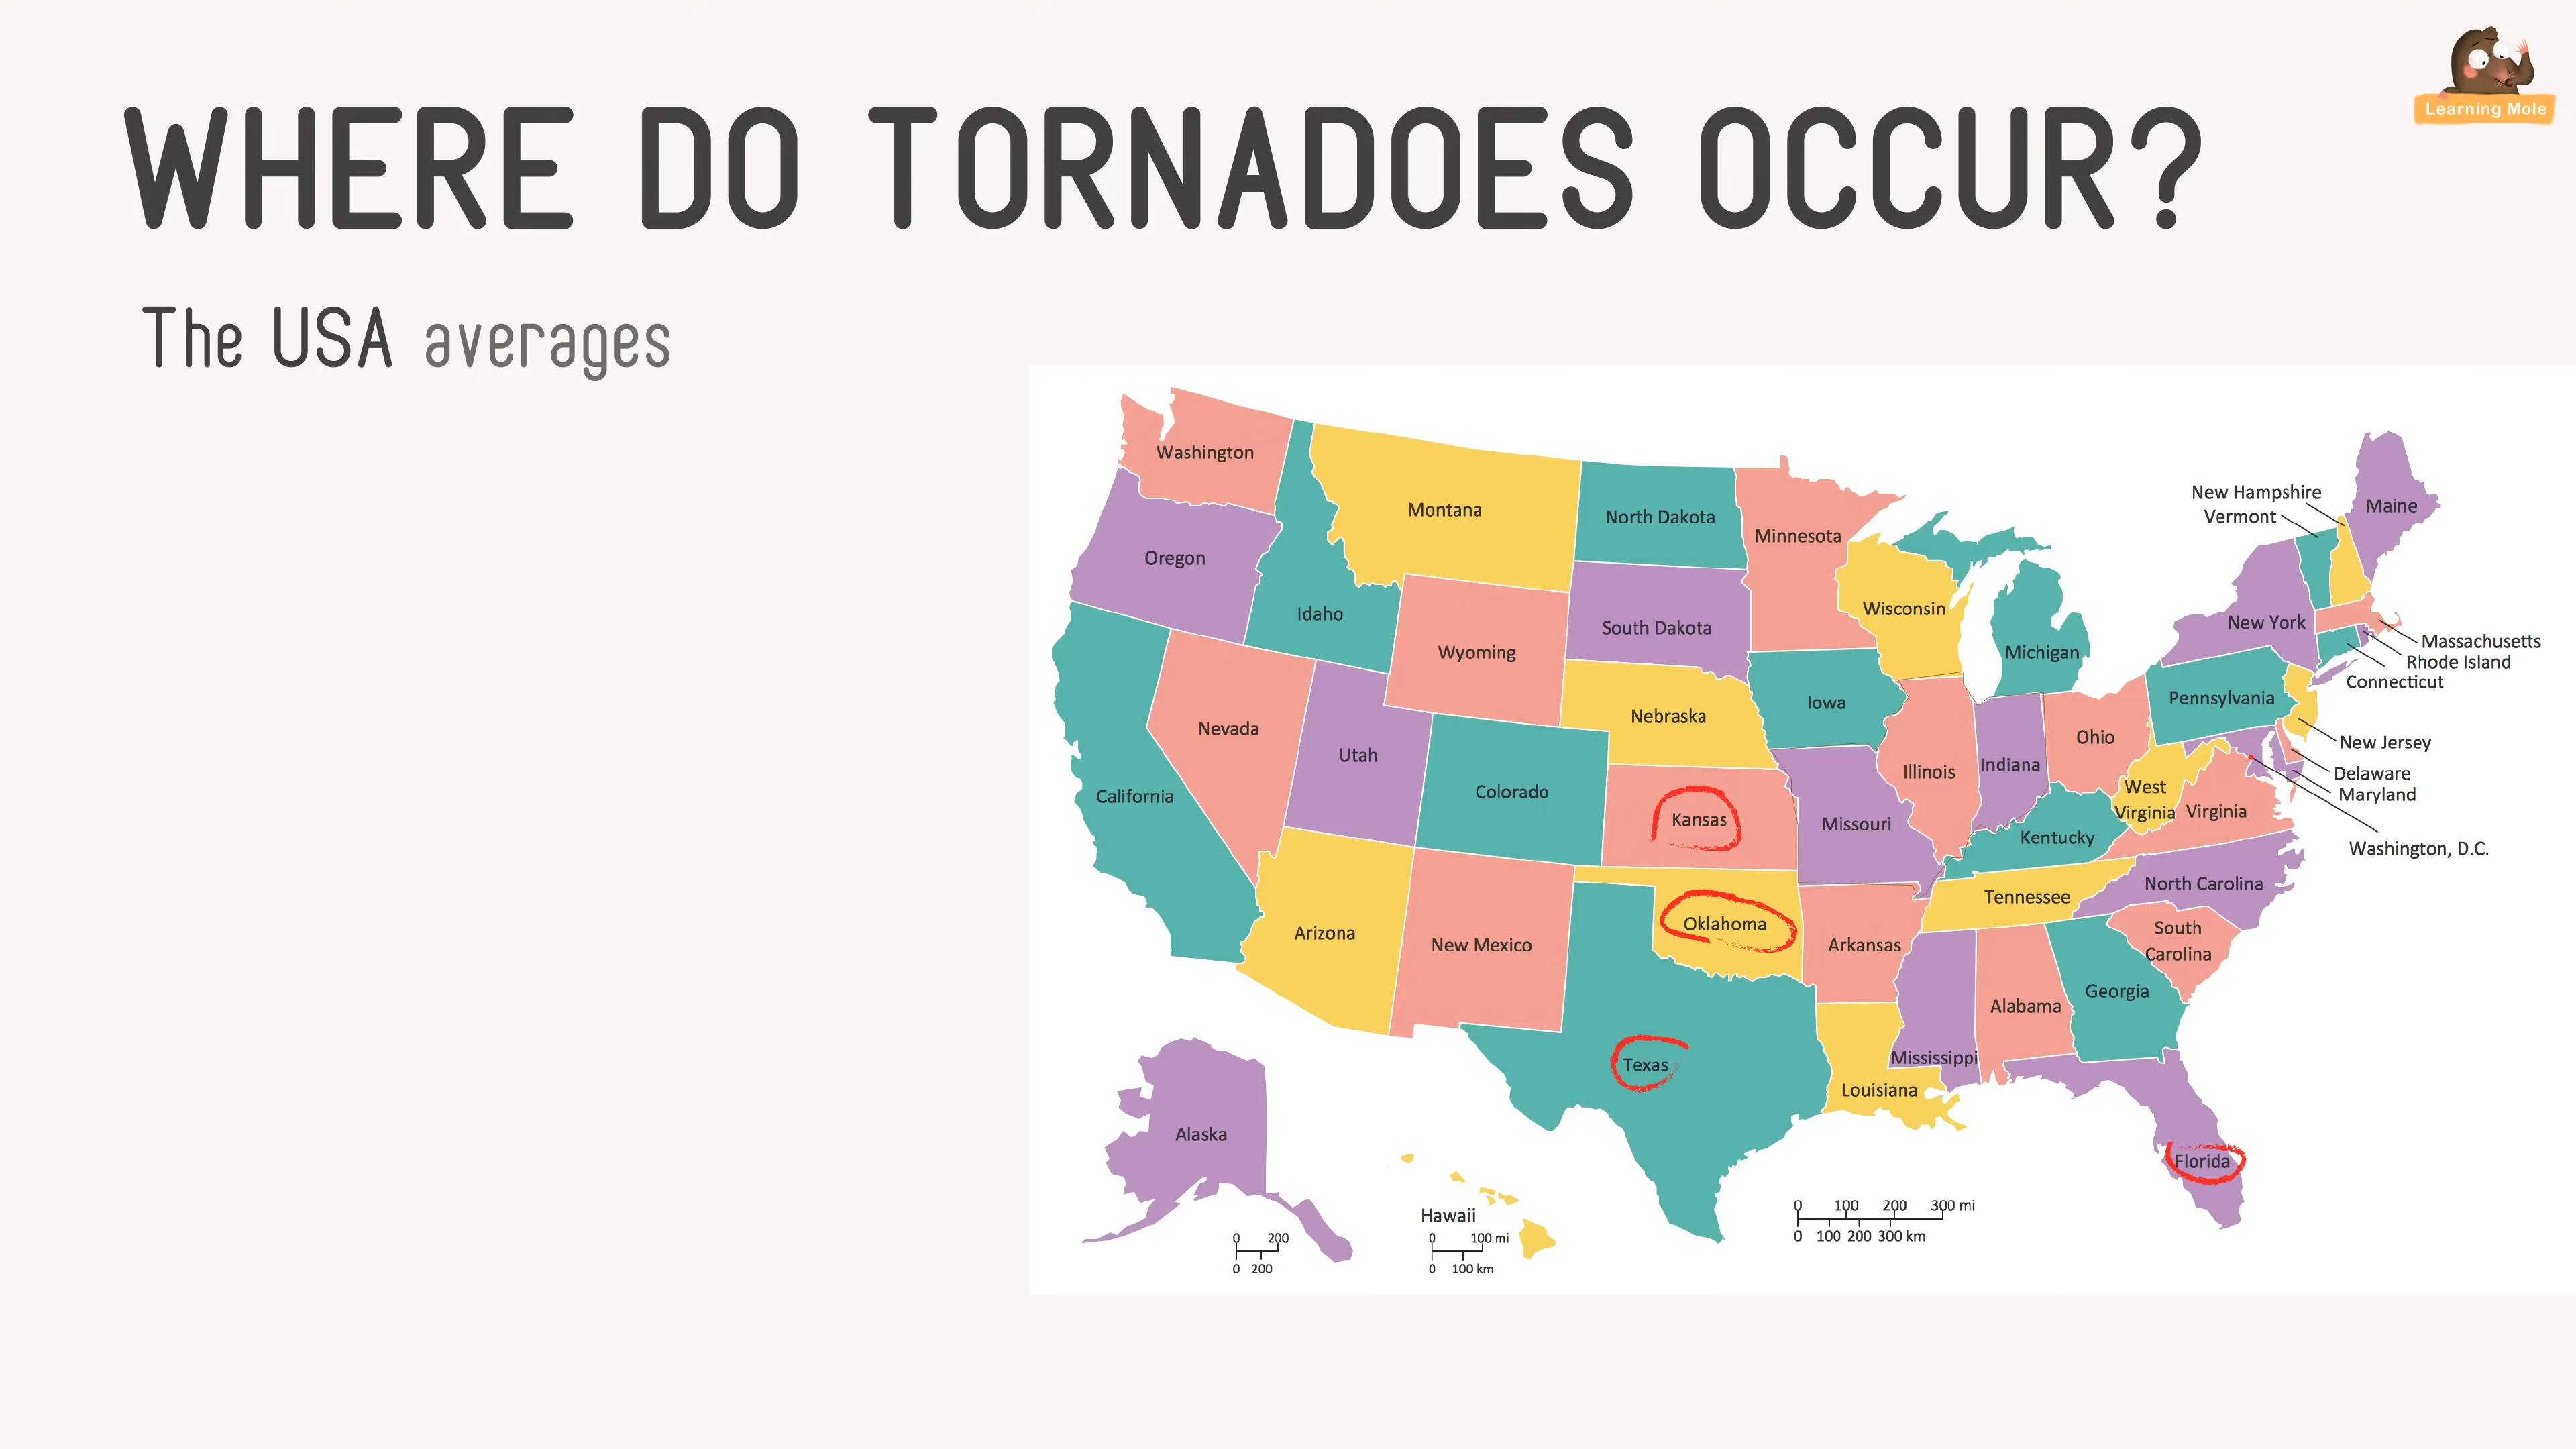 Learning Mole
WHERE DO TORNADOES OCCUR?
The USA averages
Washington
Oregon
Idaho
Montana
North Dakota
Minnesota
Wisconsin
Michigan
New Hampshire
Vermont
Maine
New York
Massachusetts
Rhode Island
Connecticut
Wyoming
South Dakota
Nebraska
Iowa
Illinois
Indiana
Ohio
Pennsylvania
New Jersey
Delaware
Maryland
Washington, D.C.
California
Nevada
Utah
Colorado
Kansas
Missouri
Kentucky
West
Virginia
Virginia
North Carolina
Tennessee
South
Carolina
Arizona
New Mexico
Oklahoma
Arkansas
Texas
Louisiana
Mississippi
Alabama
Georgia
Florida
Alaska
0 200
0 200
Hawaii
0 100 mi
0 100 km
0 100 200 300 mi
0 100 200 300 km